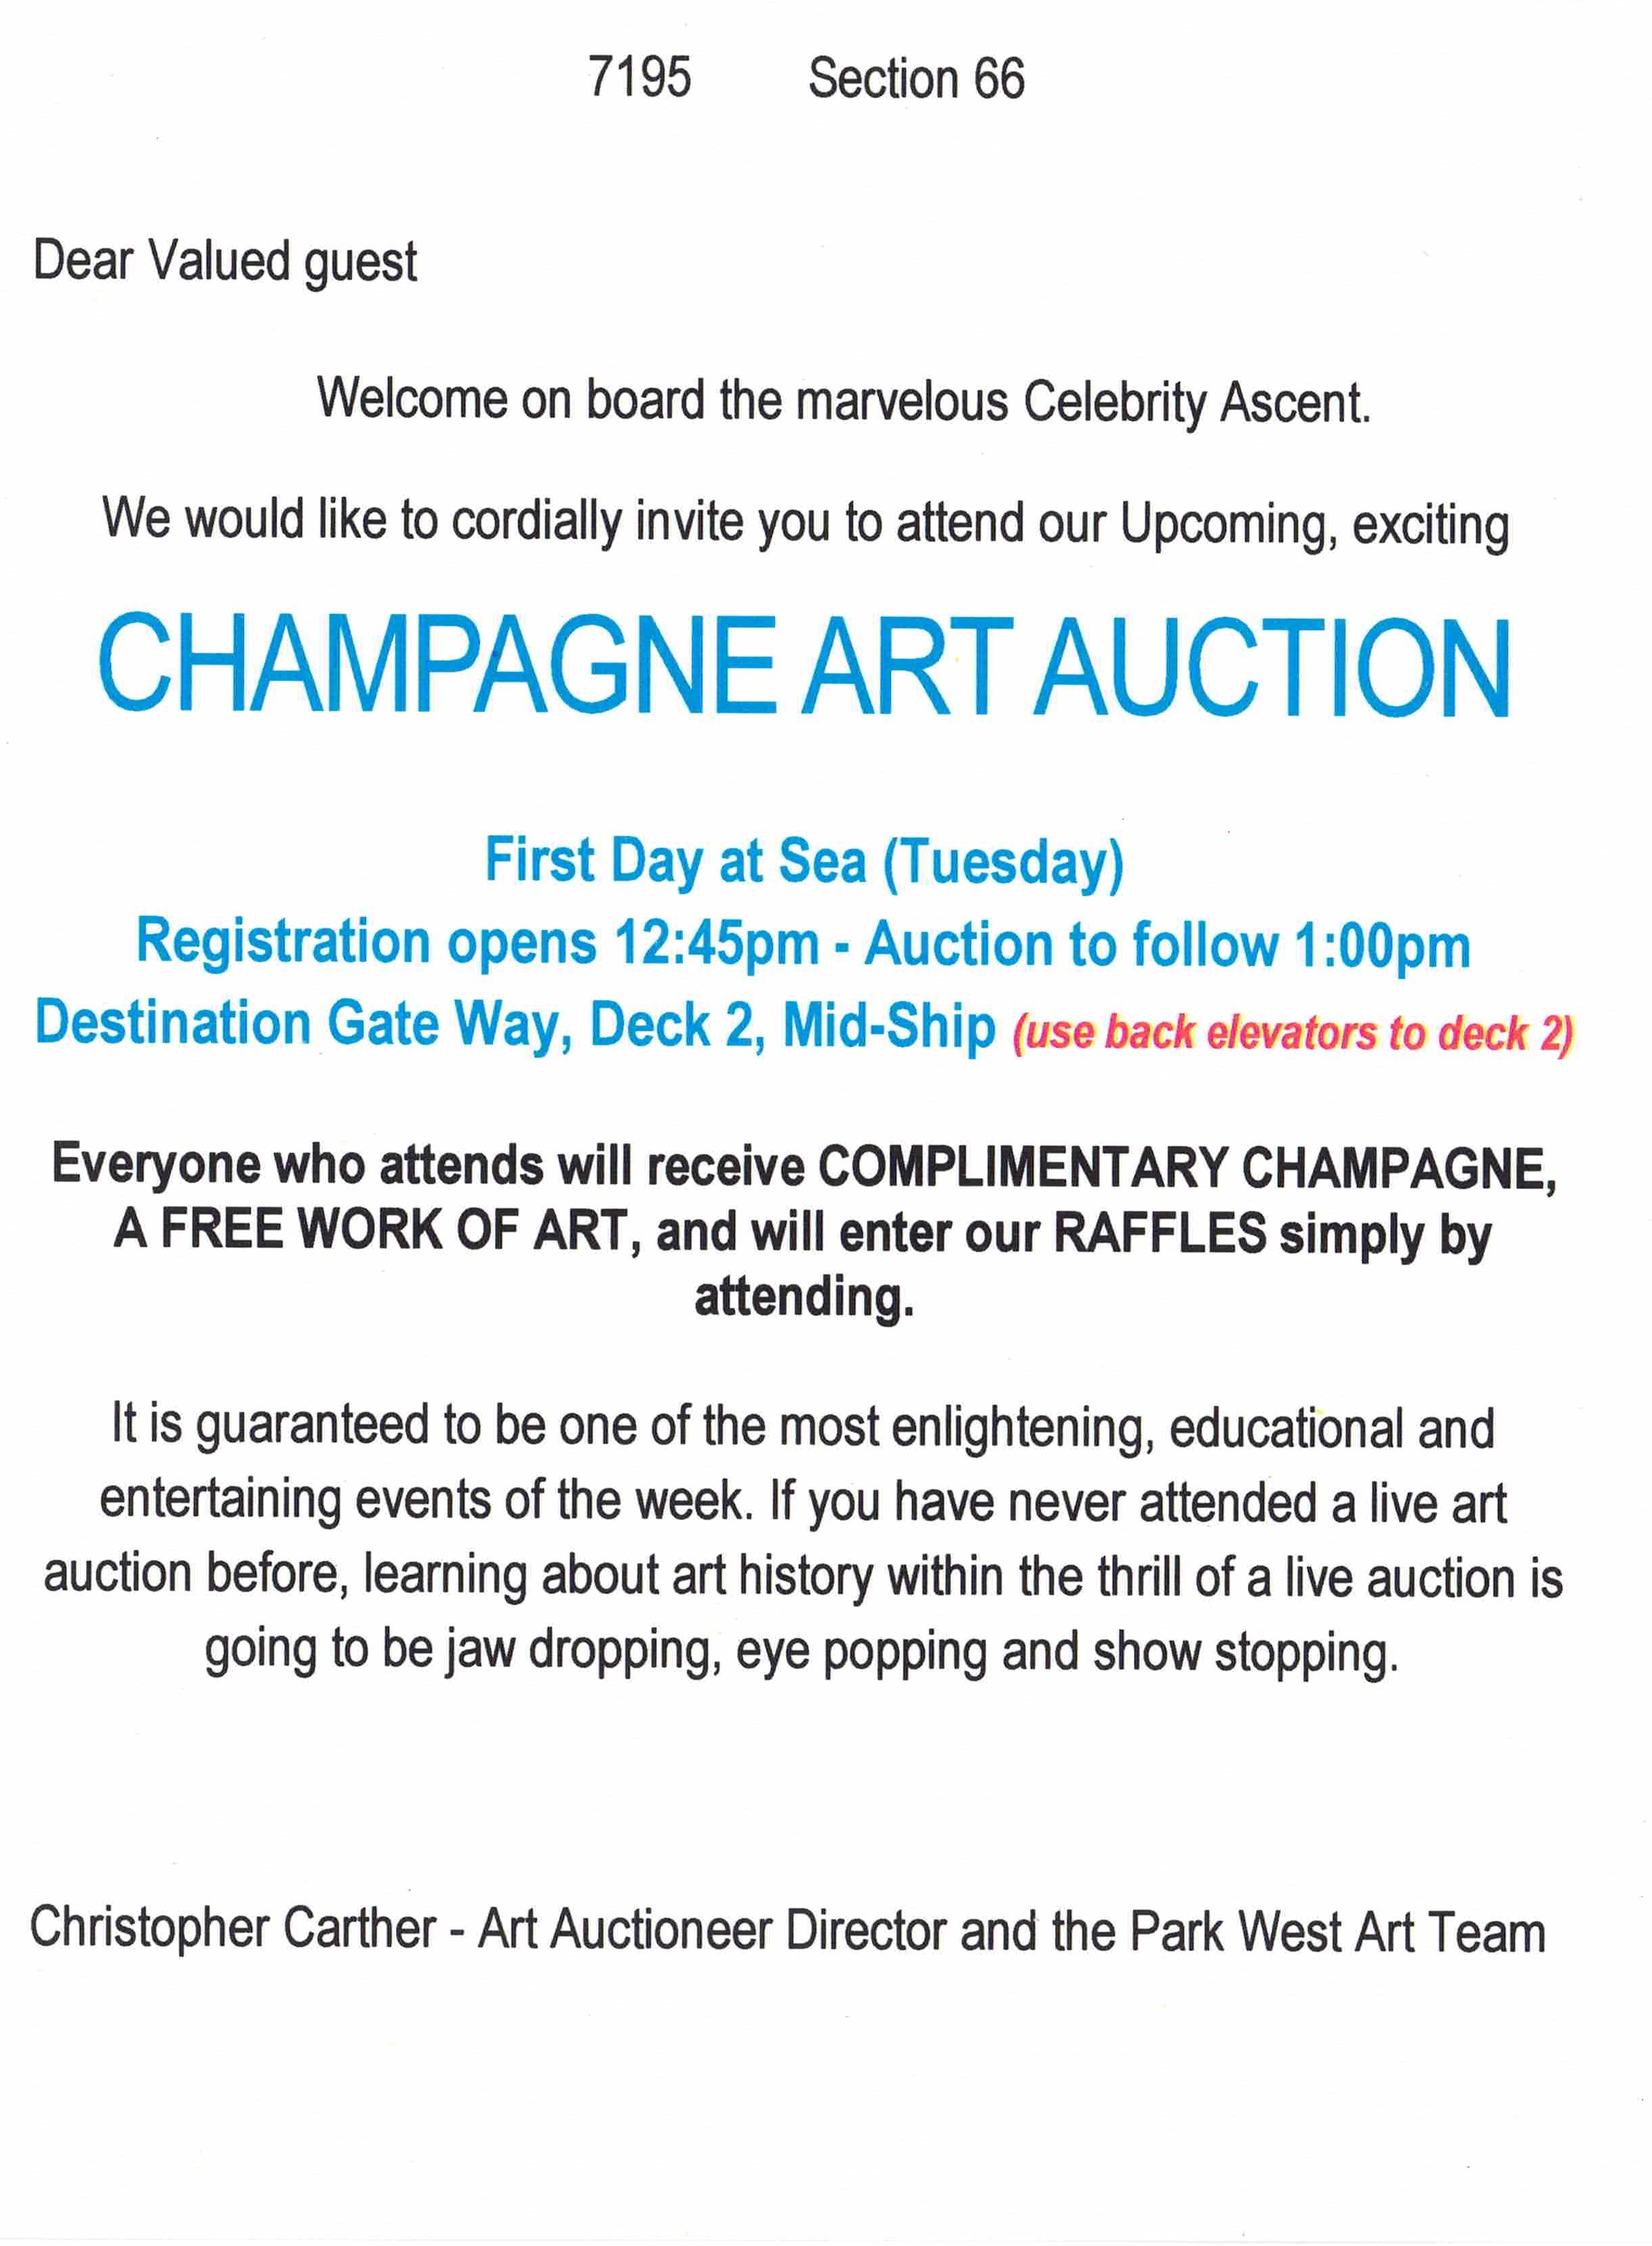 7195 Section 66
Dear Valued guest
Welcome on board the marvelous Celebrity Ascent.
We would like to cordially invite you to attend our Upcoming, exciting
CHAMPAGNE ART AUCTION
First Day at Sea (Tuesday)
Registration opens 12:45pm - Auction to follow 1:00pm
Destination Gate Way, Deck 2, Mid-Ship (use back elevators to deck 2)
Everyone who attends will receive COMPLIMENTARY CHAMPAGNE,
A FREE WORK OF ART, and will enter our RAFFLES simply by
attending.
It is guaranteed to be one of the most enlightening, educational and
entertaining events of the week. If you have never attended a live art
auction before, learning about art history within the thrill of a live auction is
going to be jaw dropping, eye popping and show stopping.
Christopher Carther - Art Auctioneer Director and the Park West Art Team